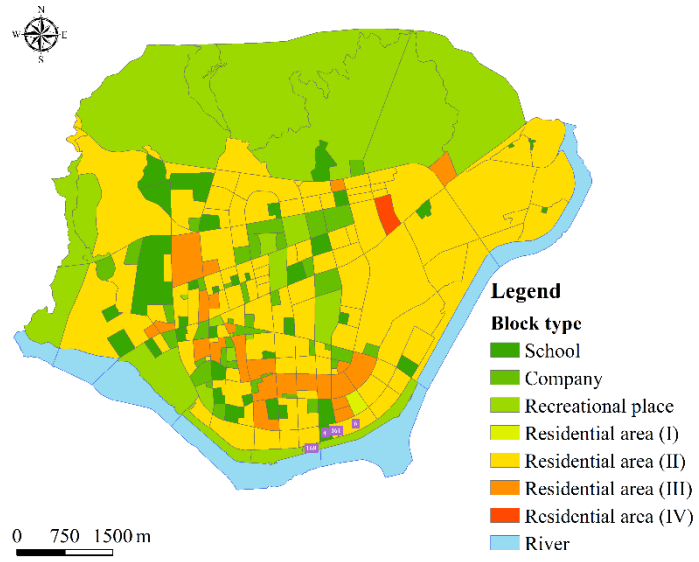 N
W E
S
Legend
Block type
School
Company
Recreational place
Residential area (I)
Residential area (II)
Residential area (III)
Residential area (IV)
River
0 750 1500 m